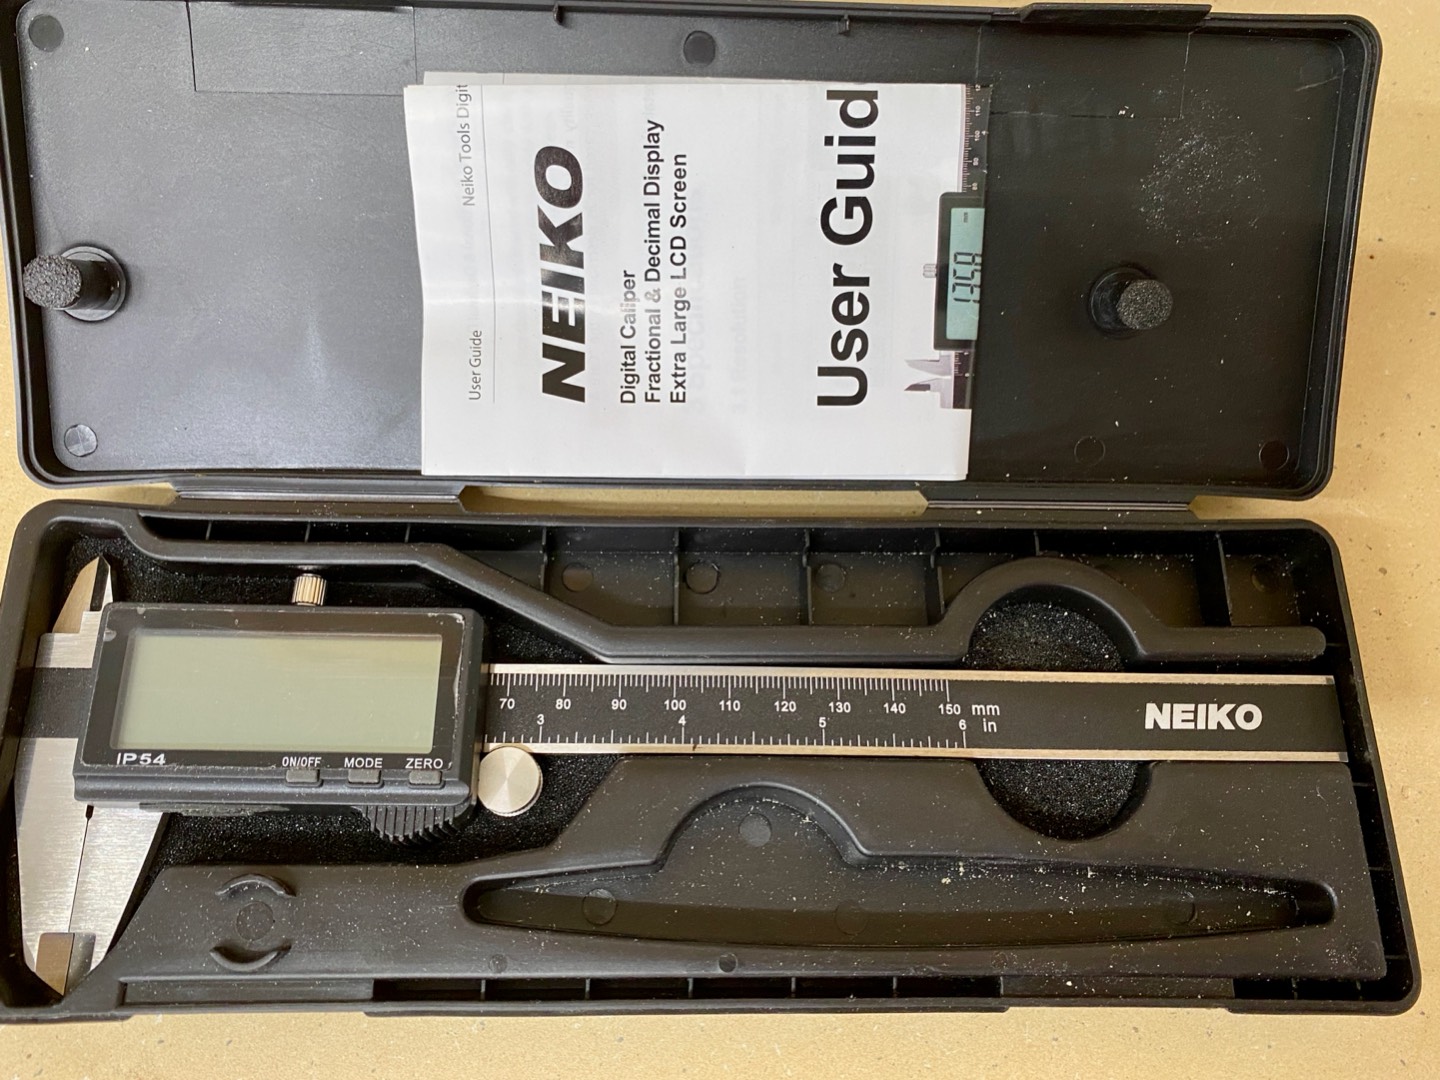 User Guide
Neiko Tools Digit
NEIKO
Digital Caliper
Fractional & Decimal Display
Extra Large LCD Screen
User Guid
IP54
ON/OFF MODE ZERO
70 80 90 100 110 120 130 140 150 mm
3 4 5 6 in
NEIKO